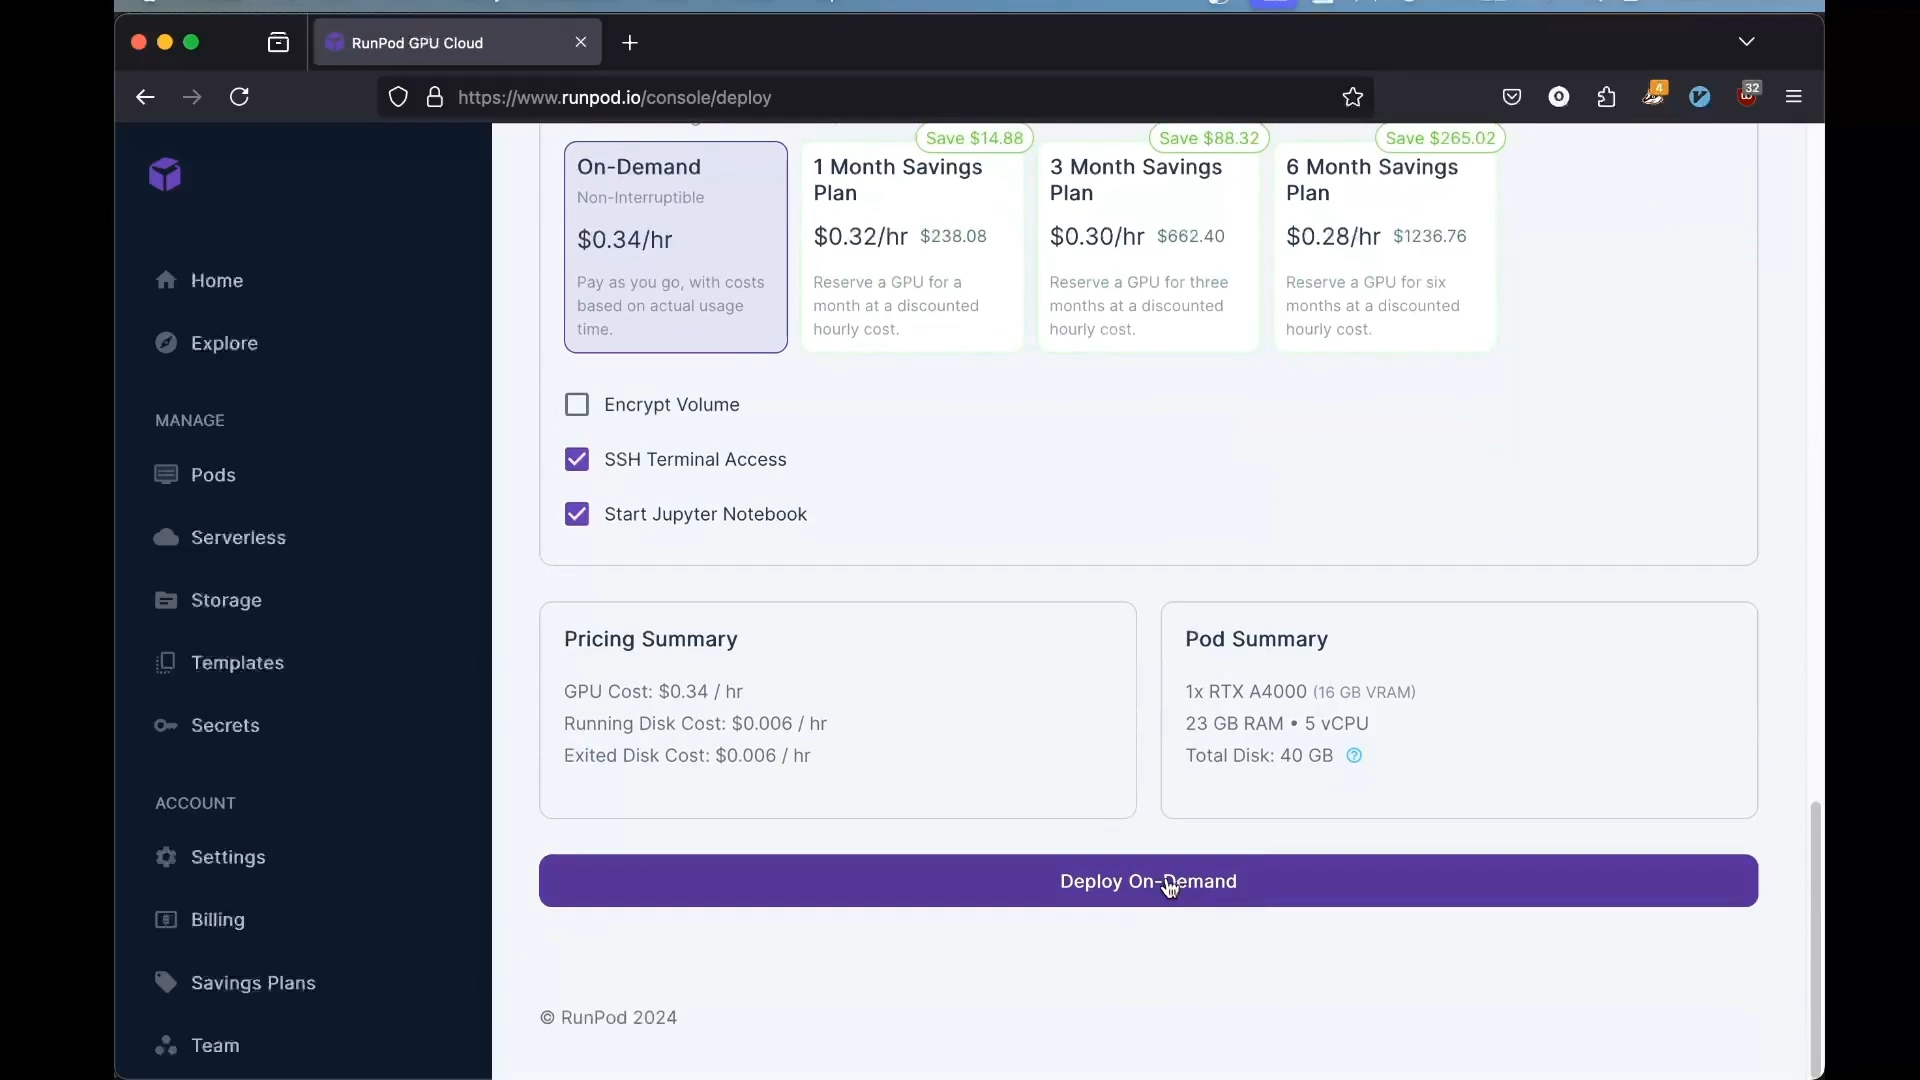 RunPod GPU Cloud
https://www.runpod.io/console/deploy
4
32
Home
Explore
MANAGE
Pods
Serverless
Storage
Templates
Secrets
ACCOUNT
Settings
Billing
Savings Plans
Team
On-Demand
Non-Interruptible
$0.34/hr
Pay as you go, with costs
based on actual usage
time.
Save $14.88
1 Month Savings
Plan
$0.32/hr $238.08
Reserve a GPU for a
month at a discounted
hourly cost.
Save $88.32
3 Month Savings
Plan
$0.30/hr $662.40
Reserve a GPU for three
months at a discounted
hourly cost.
Save $265.02
6 Month Savings
Plan
$0.28/hr $1236.76
Reserve a GPU for six
months at a discounted
hourly cost.
Encrypt Volume
SSH Terminal Access
Start Jupyter Notebook
Pricing Summary
GPU Cost: $0.34 / hr
Running Disk Cost: $0.006 / hr
Exited Disk Cost: $0.006 / hr
Pod Summary
1x RTX A4000 (16 GB VRAM)
23 GB RAM • 5 vCPU
Total Disk: 40 GB
Deploy On-Demand
© RunPod 2024